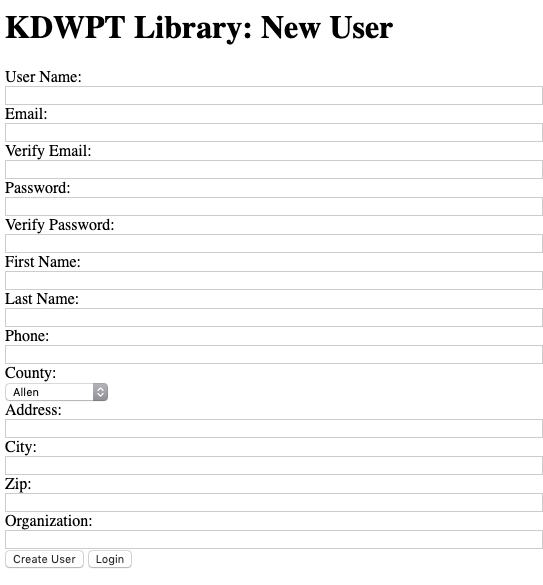 KDWPT Library: New User
User Name:
Email:
Verify Email:
Password:
Verify Password:
First Name:
Last Name:
Phone:
County:
Allen
Address:
City:
Zip:
Organization:
Create User Login